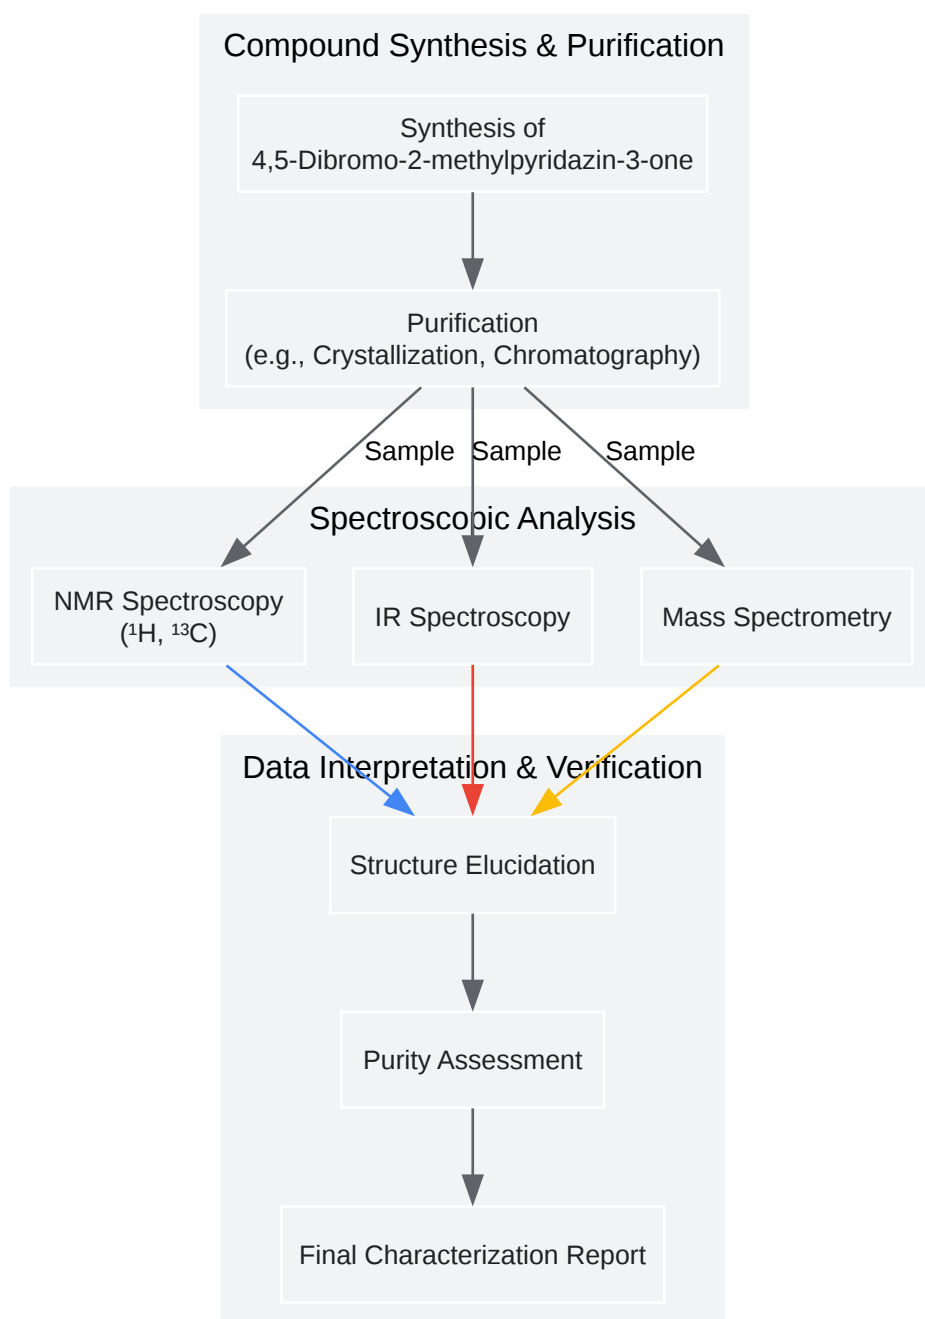 Compound Synthesis & Purification
Synthesis of
4,5-Dibromo-2-methylpyridazin-3-one
Purification
(e.g., Crystallization, Chromatography)
Sample
Sample
Sample
Spectroscopic Analysis
NMR Spectroscopy
(¹H, ¹³C)
IR Spectroscopy
Mass Spectrometry
Data Interpretation & Verification
Structure Elucidation
Purity Assessment
Final Characterization Report